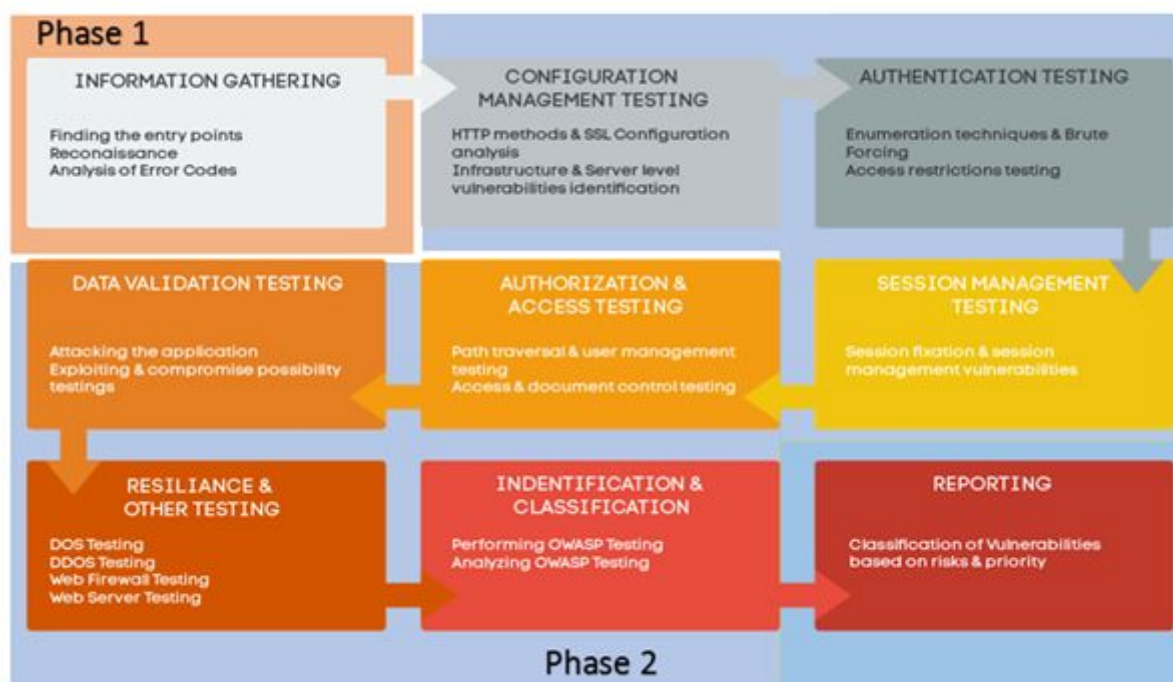 Phase 1
INFORMATION GATHERING
Finding the entry points
Reconaissance
Analysis of Error Codes
CONFIGURATION
MANAGEMENT TESTING
HTTP methods & SSL Configuration
analysis
Infrastructure & Server level
vulnerabilities identification
AUTHENTICATION TESTING
Enumeration techniques & Brute
Forcing
Access restrictions testing
DATA VALIDATION TESTING
Attacking the application
Exploiting & compromise possibility
testings
AUTHORIZATION &
ACCESS TESTING
Path traversal & user management
testing
Access & document control testing
SESSION MANAGEMENT
TESTING
Session fixation & session
management vulnerabilities
RESILIANCE &
OTHER TESTING
DOS Testing
DDOS Testing
Web Firewall Testing
Web Server Testing
INDENTIFICATION &
CLASSIFICATION
Performing OWASP Testing
Analyzing OWASP Testing
REPORTING
Classification of Vulnerabilities
based on risks & priority
Phase 2